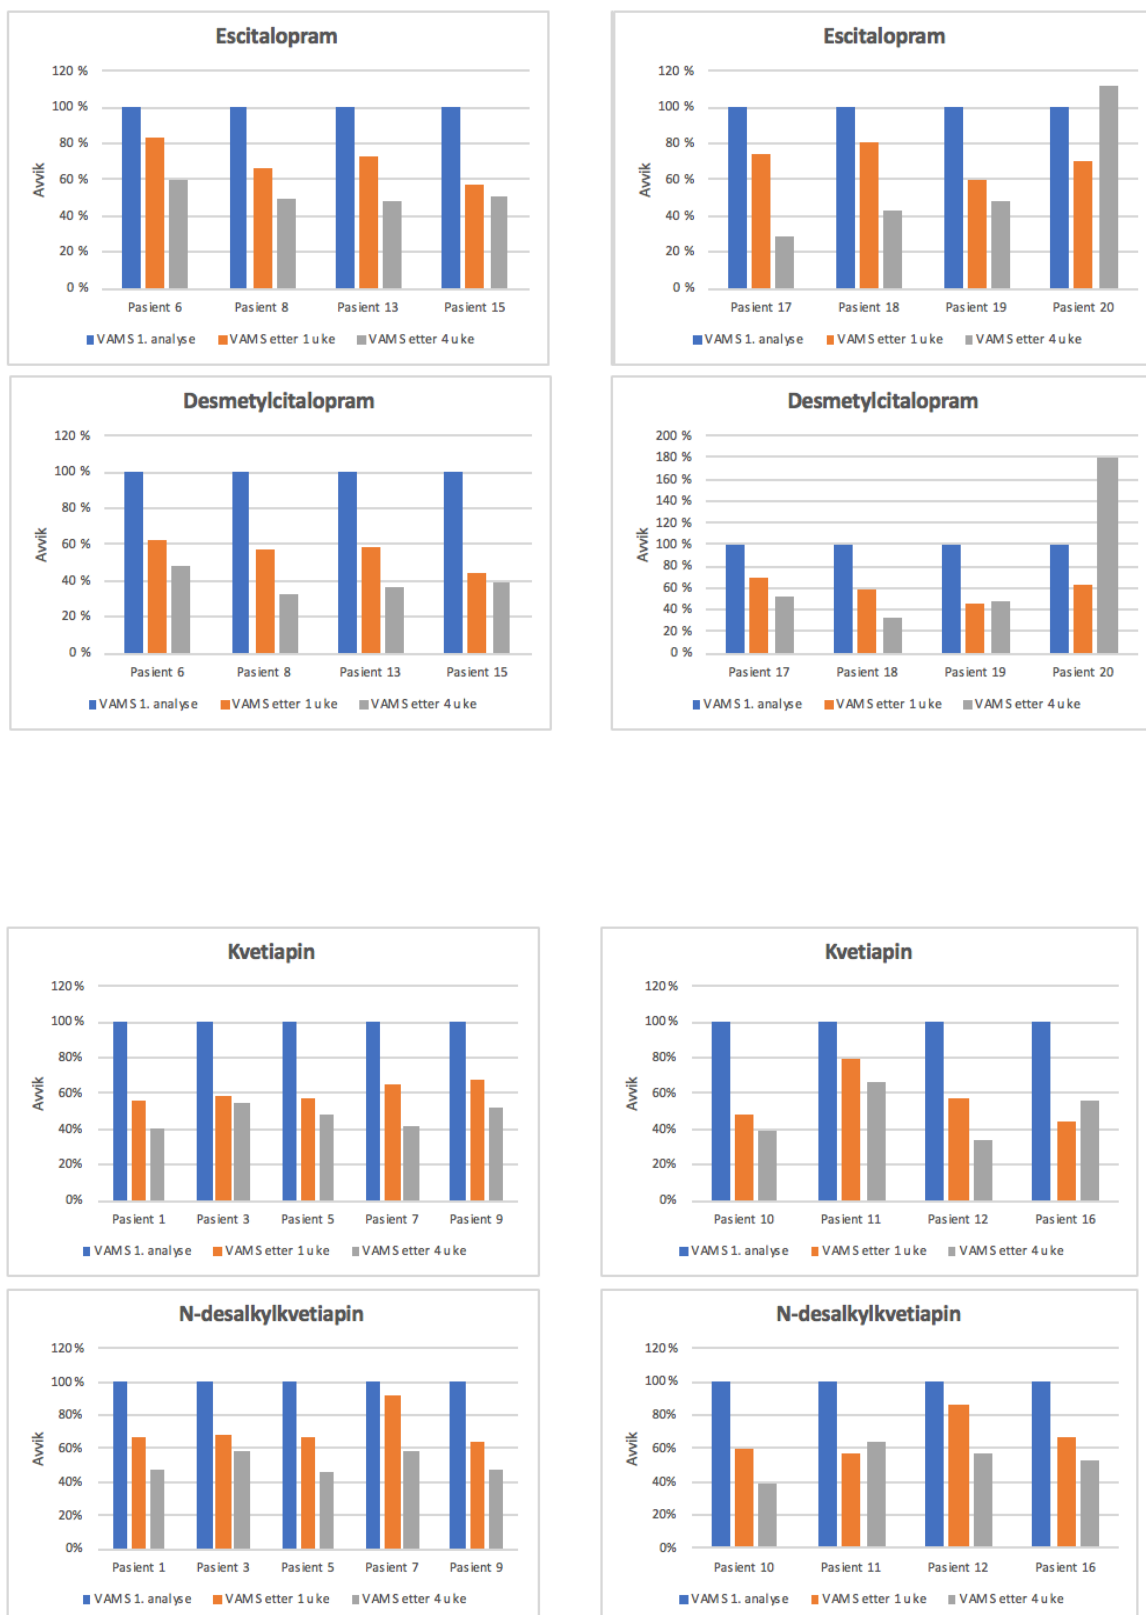 Escitalopram
120 %
100 %
80 %
60 %
40 %
20 %
0 %
Avvik
Pasient 6 Pasient 8 Pasient 13 Pasient 15
VAMS 1. analyse VAMS etter 1 uke VAMS etter 4 uke
Escitalopram
120 %
100 %
80 %
60 %
40 %
20 %
0 %
Avvik
Pasient 17 Pasient 18 Pasient 19 Pasient 20
VAMS 1. analyse VAMS etter 1 uke VAMS etter 4 uke
Desmetylcitalopram
120 %
100 %
80 %
60 %
40 %
20 %
0 %
Avvik
Pasient 6 Pasient 8 Pasient 13 Pasient 15
VAMS 1. analyse VAMS etter 1 uke VAMS etter 4 uke
Desmetylcitalopram
200 %
180 %
160 %
140 %
120 %
100 %
80 %
60 %
40 %
20 %
0 %
Avvik
Pasient 17 Pasient 18 Pasient 19 Pasient 20
VAMS 1. analyse VAMS etter 1 uke VAMS etter 4 uke
Kvetiapin
120 %
100 %
80%
60%
40%
20%
0%
Avvik
Pasient 1 Pasient 3 Pasient 5 Pasient 7 Pasient 9
VAMS 1. analyse VAMS etter 1 uke VAMS etter 4 uke
Kvetiapin
120 %
100 %
80%
60%
40%
20%
0%
Avvik
Pasient 10 Pasient 11 Pasient 12 Pasient 16
VAMS 1. analyse VAMS etter 1 uke VAMS etter 4 uke
N-desalkylkvetiapin
120 %
100 %
80%
60%
40%
20%
0%
Avvik
Pasient 1 Pasient 3 Pasient 5 Pasient 7 Pasient 9
VAMS 1. analyse VAMS etter 1 uke VAMS etter 4 uke
N-desalkylkvetiapin
120 %
100 %
80%
60%
40%
20%
0%
Avvik
Pasient 10 Pasient 11 Pasient 12 Pasient 16
VAMS 1. analyse VAMS etter 1 uke VAMS etter 4 uke